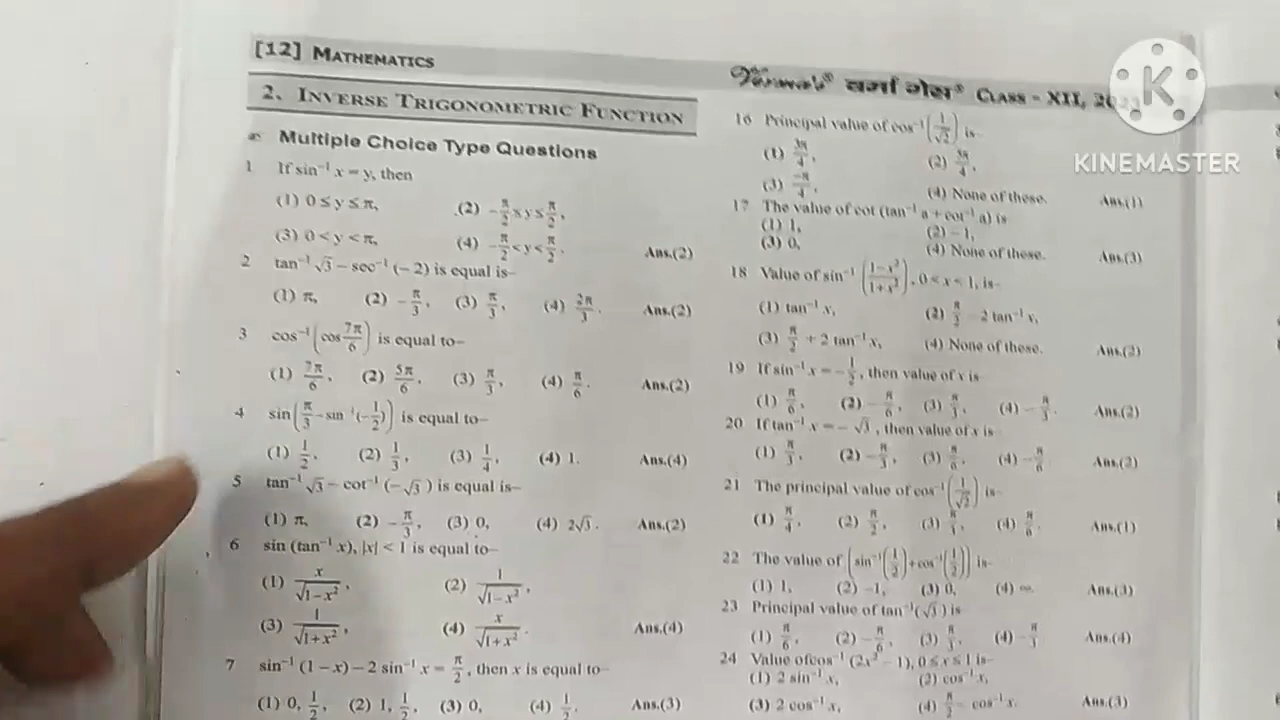 [12] MATHEMATICS
Verma's® वर्मा गेस® CLASS - XII, 2023
K
KINEMASTER
2. INVERSE TRIGONOMETRIC FUNCTION
Multiple Choice Type Questions
1 If sin⁻¹ x = y, then
(1) 0 ≤ y ≤ π, (2) -π/2 ≤ y ≤ π/2,
(3) 0 < y < π, (4) -π/2 < y < π/2. Ans.(2)
2 tan⁻¹ √3 – sec⁻¹ (– 2) is equal is–
(1) π, (2) -π/3, (3) π/3, (4) 2π/3. Ans.(2)
3 cos⁻¹(cos 7π/6) is equal to–
(1) 7π/6, (2) 5π/6, (3) π/3, (4) π/6. Ans.(2)
4 sin(π/3 – sin⁻¹(-1/2)) is equal to–
(1) 1/2, (2) 1/3, (3) 1/4, (4) 1. Ans.(4)
5 tan⁻¹ √3 – cot⁻¹ (–√3) is equal is–
(1) π, (2) -π/3, (3) 0, (4) 2√3. Ans.(2)
6 sin (tan⁻¹ x), |x| < 1 is equal to–
(1) x/√(1–x²), (2) 1/√(1–x²),
(3) 1/√(1+x²), (4) x/√(1+x²). Ans.(4)
7 sin⁻¹ (1 – x) – 2 sin⁻¹ x = π/2, then x is equal to–
(1) 0, 1/2, (2) 1, 1/2, (3) 0, (4) 1/2. Ans.(3)
16 Principal value of cos⁻¹ is–
(1) 3π/4, (2) 5π/4,
(3) -π/4, (4) None of these. Ans.(1)
17 The value of cot (tan⁻¹ a + cot⁻¹ a) is
(1) 1, (2) – 1,
(3) 0, (4) None of these. Ans.(3)
18 Value of sin⁻¹ ((1–x²)/(1+x²)), 0 < x < 1, is–
(1) tan⁻¹ x, (2) π/2 – 2 tan⁻¹ x,
(3) π/2 + 2 tan⁻¹ x, (4) None of these. Ans.(2)
19 If sin⁻¹ x = –, then value of x is
(1) π/6, (2) -π/6, (3) π/3, (4) -π/3. Ans.(2)
20 If tan⁻¹ x = – √3, then value of x is
(1) π/3, (2) -π/3, (3) π/6, (4) -π/6 Ans.(2)
21 The principal value of cos⁻¹(1/√2) is–
(1) π/4, (2) π/2, (3) (4) π/6. Ans.(1)
22 The value of (sin⁻¹ + cos⁻¹(1/2)) is–
(1) 1, (2) –1, (3) 0, (4) ∞. Ans.(3)
23 Principal value of tan⁻¹(√3) is
(1) π/6, (2) -π/6, (3) π/3, (4) -π/3 Ans.(4)
24 Value ofcos⁻¹ (2x² – 1), 0 ≤ x ≤ 1 is–
(1) 2 sin⁻¹ x, (2) cos⁻¹ x,
(3) 2 cos⁻¹ x, (4) π/2 – cos⁻¹ x. Ans.(3)